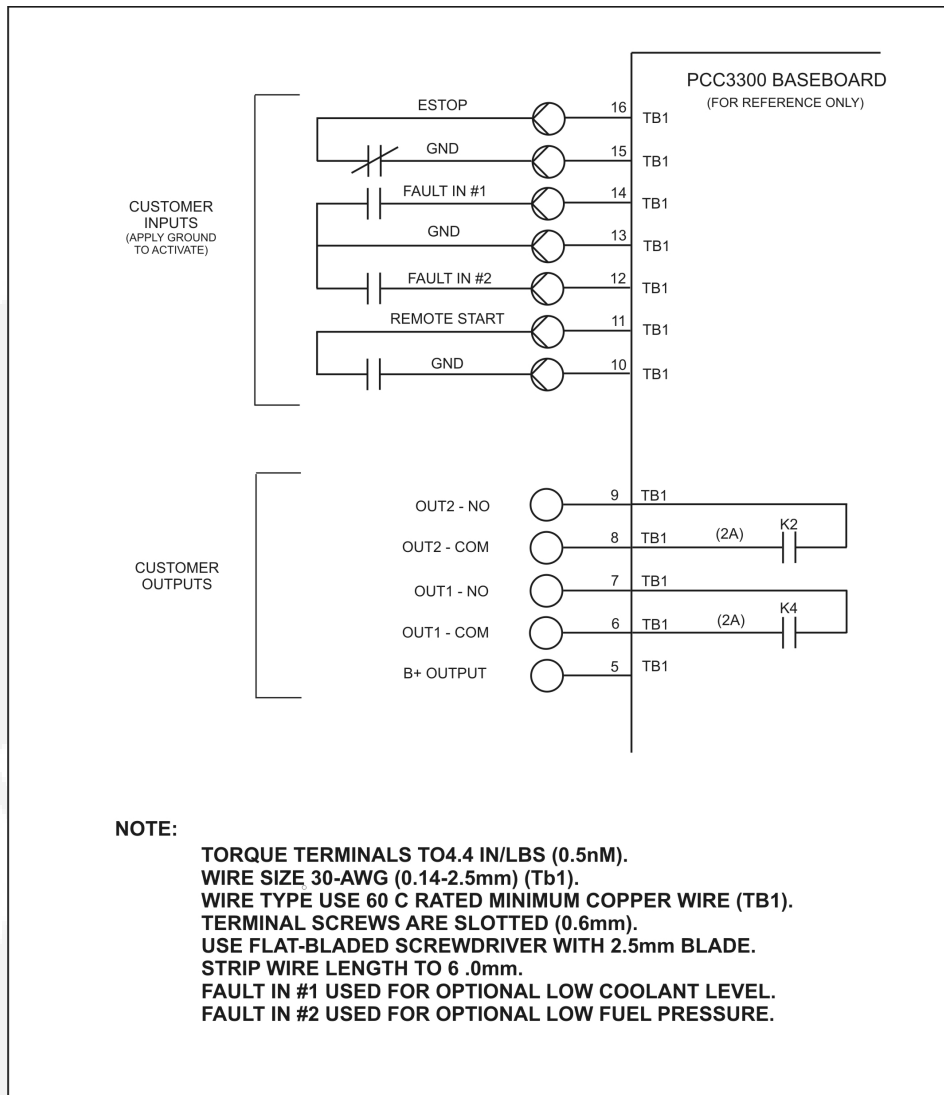 PCC3300 BASEBOARD
(FOR REFERENCE ONLY)
CUSTOMER
INPUTS
(APPLY GROUND
TO ACTIVATE)
ESTOP 16 TB1
GND 15 TB1
FAULT IN #1 14 TB1
GND 13 TB1
FAULT IN #2 12 TB1
REMOTE START 11 TB1
GND 10 TB1
CUSTOMER
OUTPUTS
OUT2 - NO 9 TB1
OUT2 - COM 8 TB1 (2A) K2
OUT1 - NO 7 TB1
OUT1 - COM 6 TB1 (2A) K4
B+ OUTPUT 5 TB1
NOTE:
TORQUE TERMINALS TO4.4 IN/LBS (0.5nM).
WIRE SIZE 30-AWG (0.14-2.5mm) (Tb1).
WIRE TYPE USE 60 C RATED MINIMUM COPPER WIRE (TB1).
TERMINAL SCREWS ARE SLOTTED (0.6mm).
USE FLAT-BLADED SCREWDRIVER WITH 2.5mm BLADE.
STRIP WIRE LENGTH TO 6 .0mm.
FAULT IN #1 USED FOR OPTIONAL LOW COOLANT LEVEL.
FAULT IN #2 USED FOR OPTIONAL LOW FUEL PRESSURE.